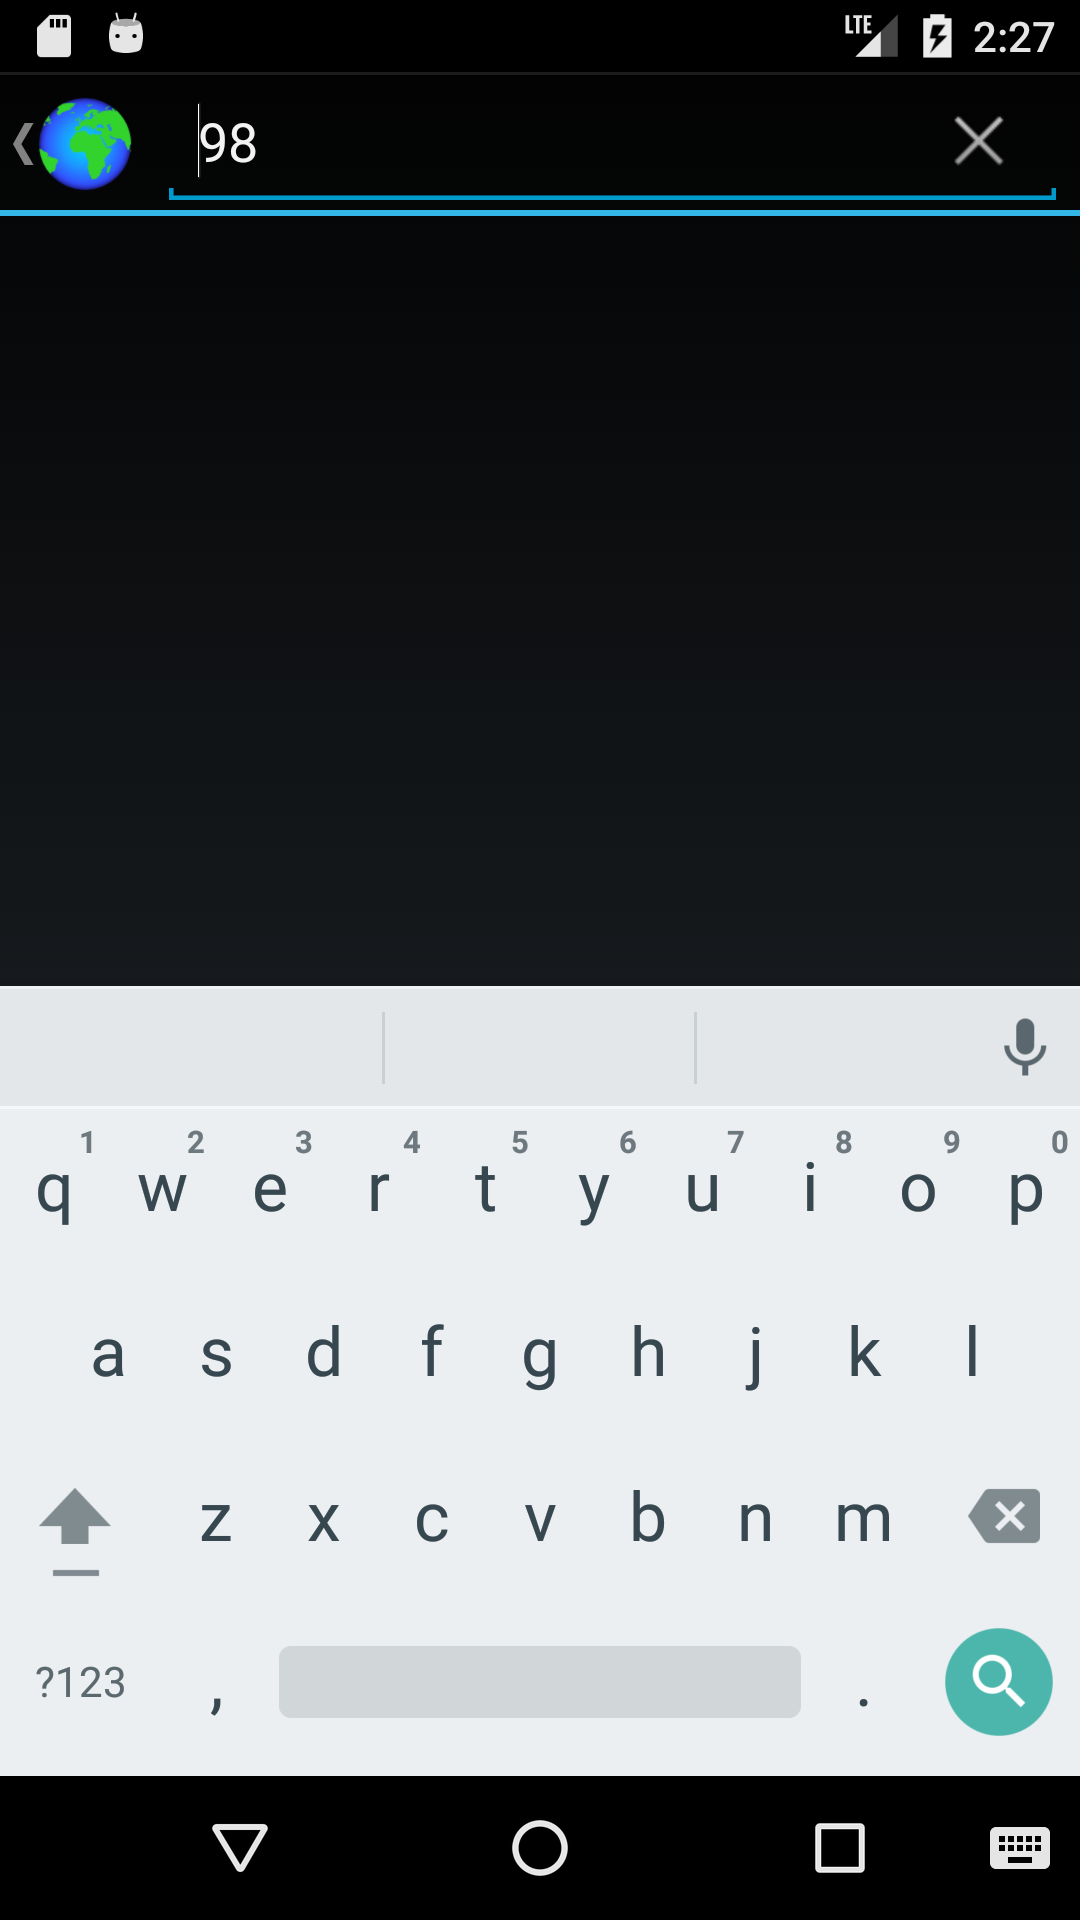 LTE 2:27
98
1 2 3 4 5 6 7 8 9 0
q w e r t y u i o p
a s d f g h j k l
z x c v b n m
?123 , .